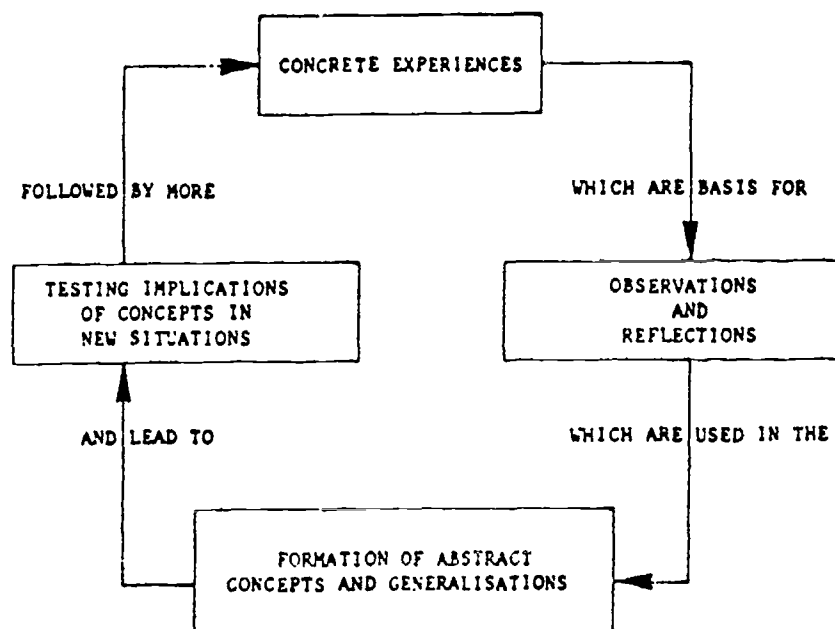 CONCRETE EXPERIENCES
FOLLOWED BY MORE
WHICH ARE BASIS FOR
TESTING IMPLICATIONS
OF CONCEPTS IN
NEW SITUATIONS
OBSERVATIONS
AND
REFLECTIONS
AND LEAD TO
WHICH ARE USED IN THE
FORMATION OF ABSTRACT
CONCEPTS AND GENERALISATIONS